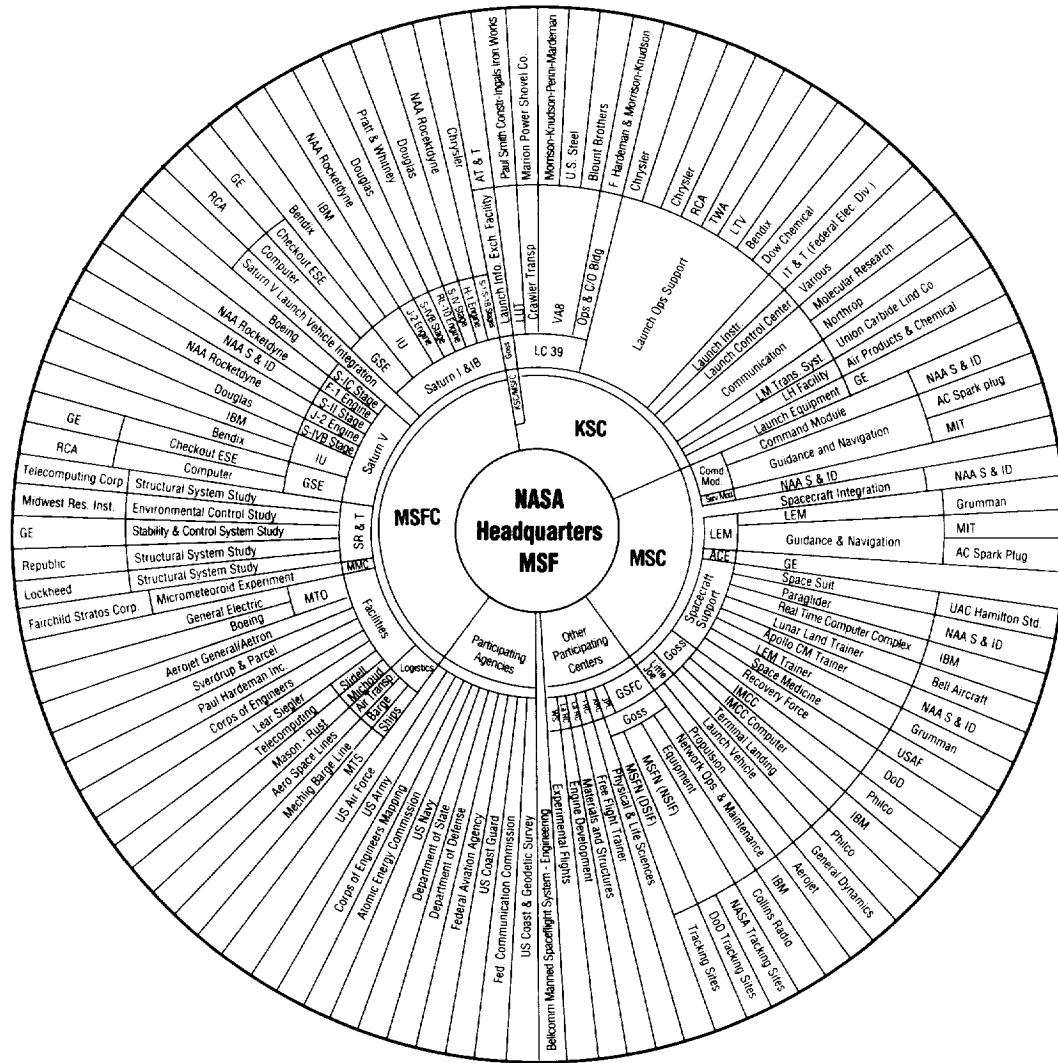 NASA
Headquarters
MSF
KSC
MSC
Other
Participating
Centers
Participating
Agencies
MSFC
Goss
LC 39
LUT
Crawler Transp
VAB
Ops & C/O Bldg
Launch Ops Support
Launch Instr
Launch Control Center
Communication
LM Trans. Syst.
LH Facility
Launch Equipment
Paul Smith Constr-Ingals Iron Works
Marion Power Shovel Co.
Morrison-Knudson-Penni-Mardeman
U.S. Steel
Blount Brothers
F. Hardeman & Morrison-Knudson
Chrysler
Chrysler
RCA
TWA
LTV
Bendix
Dow Chemical
IT & T (Federal Elec. Div.)
Various
Molecular Research
Northrop
Union Carbide Lind Co
Air Products & Chemical
GE
Comd
Mod.
Serv Mod.
Command Module
NAA S & ID
Guidance and Navigation
AC Spark plug
MIT
NAA S & ID
Spacecraft Integration
NAA S & ID
LEM
LEM
Grumman
Guidance & Navigation
MIT
AC Spark Plug
ACE
GE
Spacecraft
Support
Space Suit
Paraglider
Real Time Computer Complex
Lunar Land Trainer
Apollo CM Trainer
LEM Trainer
Space Medicine
Recovery Force
UAC Hamilton Std.
NAA S & ID
IBM
Bell Aircraft
NAA S & ID
Grumman
USAF
DoD
Goss
IMCC
IMCC Computer
Terminal Landing
Philco
IBM
Philco
Little
Joe
Launch Vehicle
Propulsion
General Dynamics
Aerojet
GSFC
Goss
Network Ops. & Maintenance
Equipment
MSFN (NSIF)
MSFN (DSIF)
IBM
Collins Radio
NASA Tracking Sites
DoD Tracking Sites
Tracking Sites
Physical & Life Sciences
Free Flight Trainer
Materials and Structures
Engine Development
Experimental Flights
Bellcomm Manned Spaceflight System - Engineering
US Coast & Geodetic Survey
Fed Communication Commission
US Coast Guard
Federal Aviation Agency
Department of Defense
Department of State
US Navy
Atomic Energy Commission
Corps of Engineers Mapping
US Army
US Air Force
Logistics
Ships
Barge
Air Transp
MTS
Mechlig Barge Line
Aero Space Lines
Facilities
Michoud
Slidell
Mason - Rust
Telecomputing
Lear Siegler
Corps of Engineers
Paul Hardeman Inc.
Sverdrup & Parcel
Aerojet General/Aetron
MTO
Boeing
General Electric
MMC
Micrometeoroid Experiment
Fairchild Stratos Corp.
SR & T
Structural System Study
Lockheed
Structural System Study
Republic
Stability & Control System Study
GE
Environmental Control Study
Midwest Res. Inst.
Structural System Study
Telecomputing Corp
Saturn V
GSE
Computer
RCA
Checkout ESE
GE
IU
Bendix
IBM
S-IVB Stage
Douglas
J-2 Engine
NAA Rocketdyne
S-II Stage
NAA S & ID
F-1 Engine
NAA Rocketdyne
S-IC Stage
Boeing
Saturn V Launch Vehicle Integration
Saturn I & IB
GSE
Computer
RCA
Checkout ESE
GE
IU
Bendix
IBM
J-2 Engine
NAA Rocketdyne
S-IVB Stage
Douglas
RL-10 Engine
Pratt & Whitney
S-IV Stage
Douglas
H-1 Engine
NAA Rocektdyne
Chrysler
Launch Info. Exch. Facility
AT & T